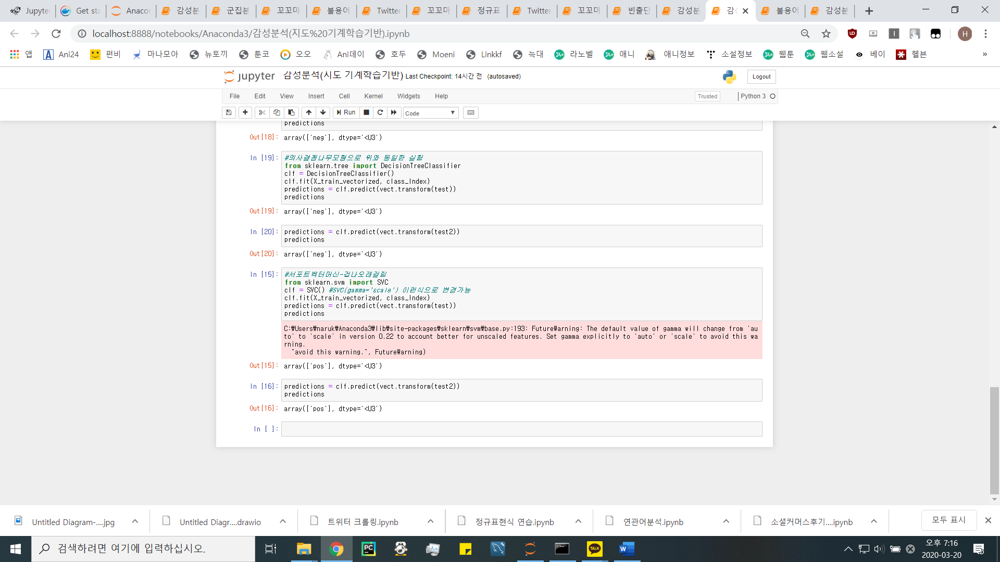 Jupyte
Get sta
Anacor
감성분
군집분
꼬꼬마
불용어
Twitter
꼬꼬마
정규표
Twitter
꼬꼬마
빈출단
감성분
감성
불용어
감성분
localhost:8888/notebooks/Anaconda3/감성분석(지도%20기계학습기반).ipynb
앱 Ani24 펀비 마나모아 뉴토끼 툰코 오오 Ani데이 호두 Moeni Linkkf 늑대 라노벨 애니 애니정보 소설정보 웹툰 웹소설 베이 헬븐 »
jupyter 감성분석(지도 기계학습기반) Last Checkpoint: 14시간 전 (autosaved)
Logout
File Edit View Insert Cell Kernel Widgets Help
Trusted Python 3
Run Code
predictions
Out[18]: array(['neg'], dtype='<U3')
In [19]: #의사결정나무모형으로 위와 동일한 실험
from sklearn.tree import DecisionTreeClassifier
clf = DecisionTreeClassifier()
clf.fit(X_train_vectorized, class_Index)
predictions = clf.predict(vect.transform(test))
predictions
Out[19]: array(['neg'], dtype='<U3')
In [20]: predictions = clf.predict(vect.transform(test2))
predictions
Out[20]: array(['neg'], dtype='<U3')
In [15]: #서포트벡터머신-겁나오래걸림
from sklearn.svm import SVC
clf = SVC() #SVC(gamma='scale') 이런식으로 변경가능
clf.fit(X_train_vectorized, class_Index)
predictions = clf.predict(vect.transform(test))
predictions
C:₩Users₩naruk₩Anaconda3₩lib₩site-packages₩sklearn₩svm₩base.py:193: FutureWarning: The default value of gamma will change from 'au
to' to 'scale' in version 0.22 to account better for unscaled features. Set gamma explicitly to 'auto' or 'scale' to avoid this wa
rning.
"avoid this warning.", FutureWarning)
Out[15]: array(['pos'], dtype='<U3')
In [16]: predictions = clf.predict(vect.transform(test2))
predictions
Out[16]: array(['pos'], dtype='<U3')
In [ ]:
Untitled Diagram-....jpg
Untitled Diagr....drawio
트위터 크롤링.ipynb
정규표현식 연습.ipynb
연관어분석.ipynb
소셜커머스후기....ipynb
모두 표시
검색하려면 여기에 입력하십시오.
오후 7:16
2020-03-20